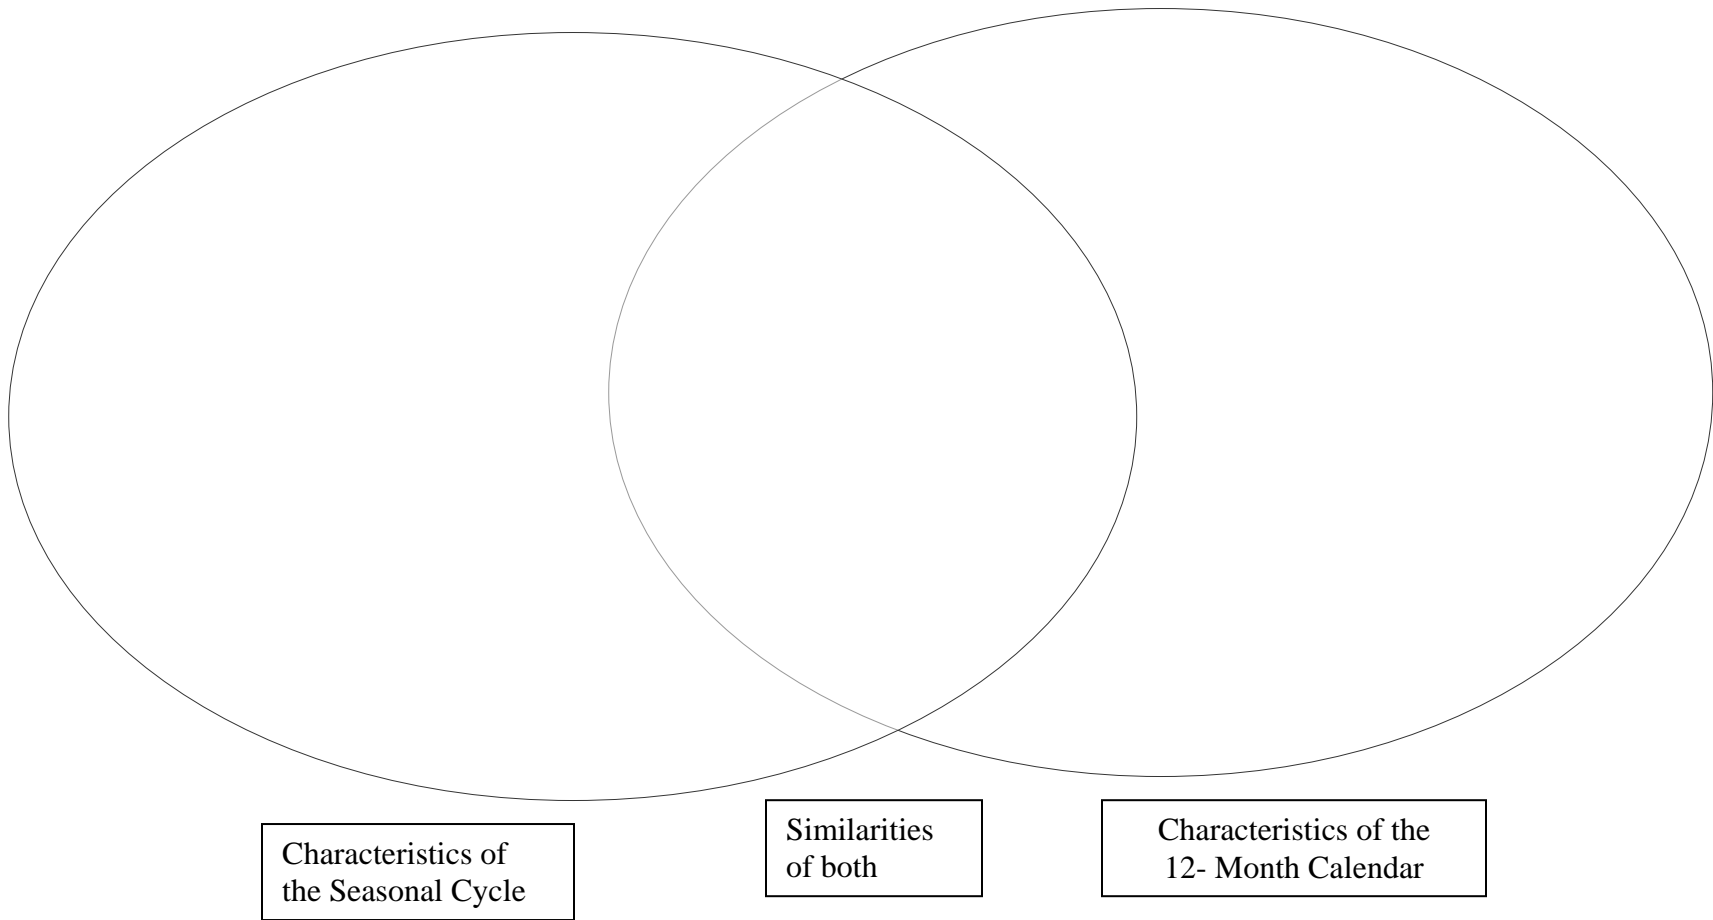 Characteristics of
the Seasonal Cycle
Similarities
of both
Characteristics of the
12- Month Calendar